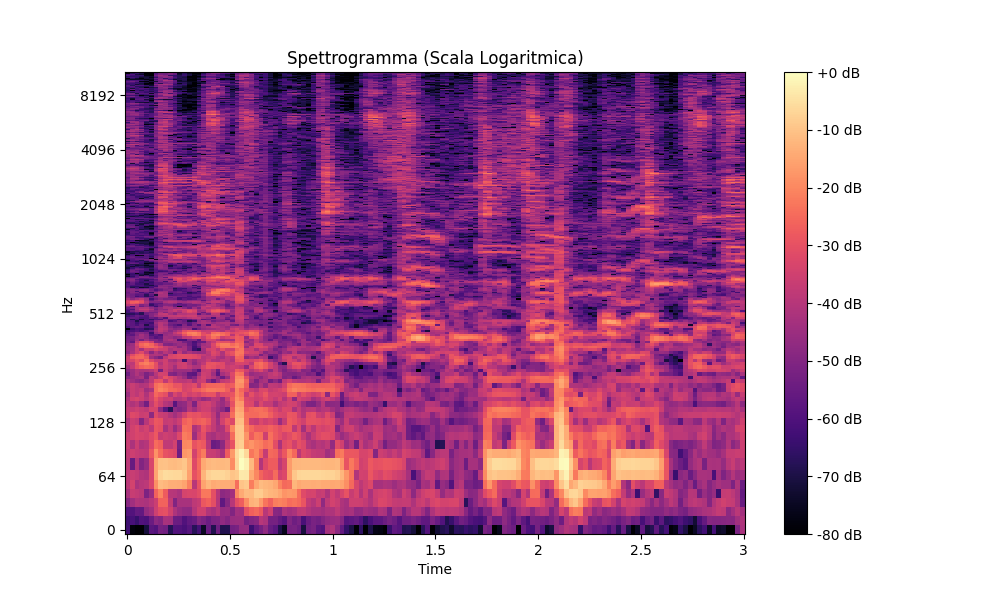 Spettrogramma (Scala Logaritmica)
8192
4096
2048
1024
512
256
128
64
0
Hz
0
0.5
1
1.5
2
2.5
3
Time
+0 dB
-10 dB
-20 dB
-30 dB
-40 dB
-50 dB
-60 dB
-70 dB
-80 dB